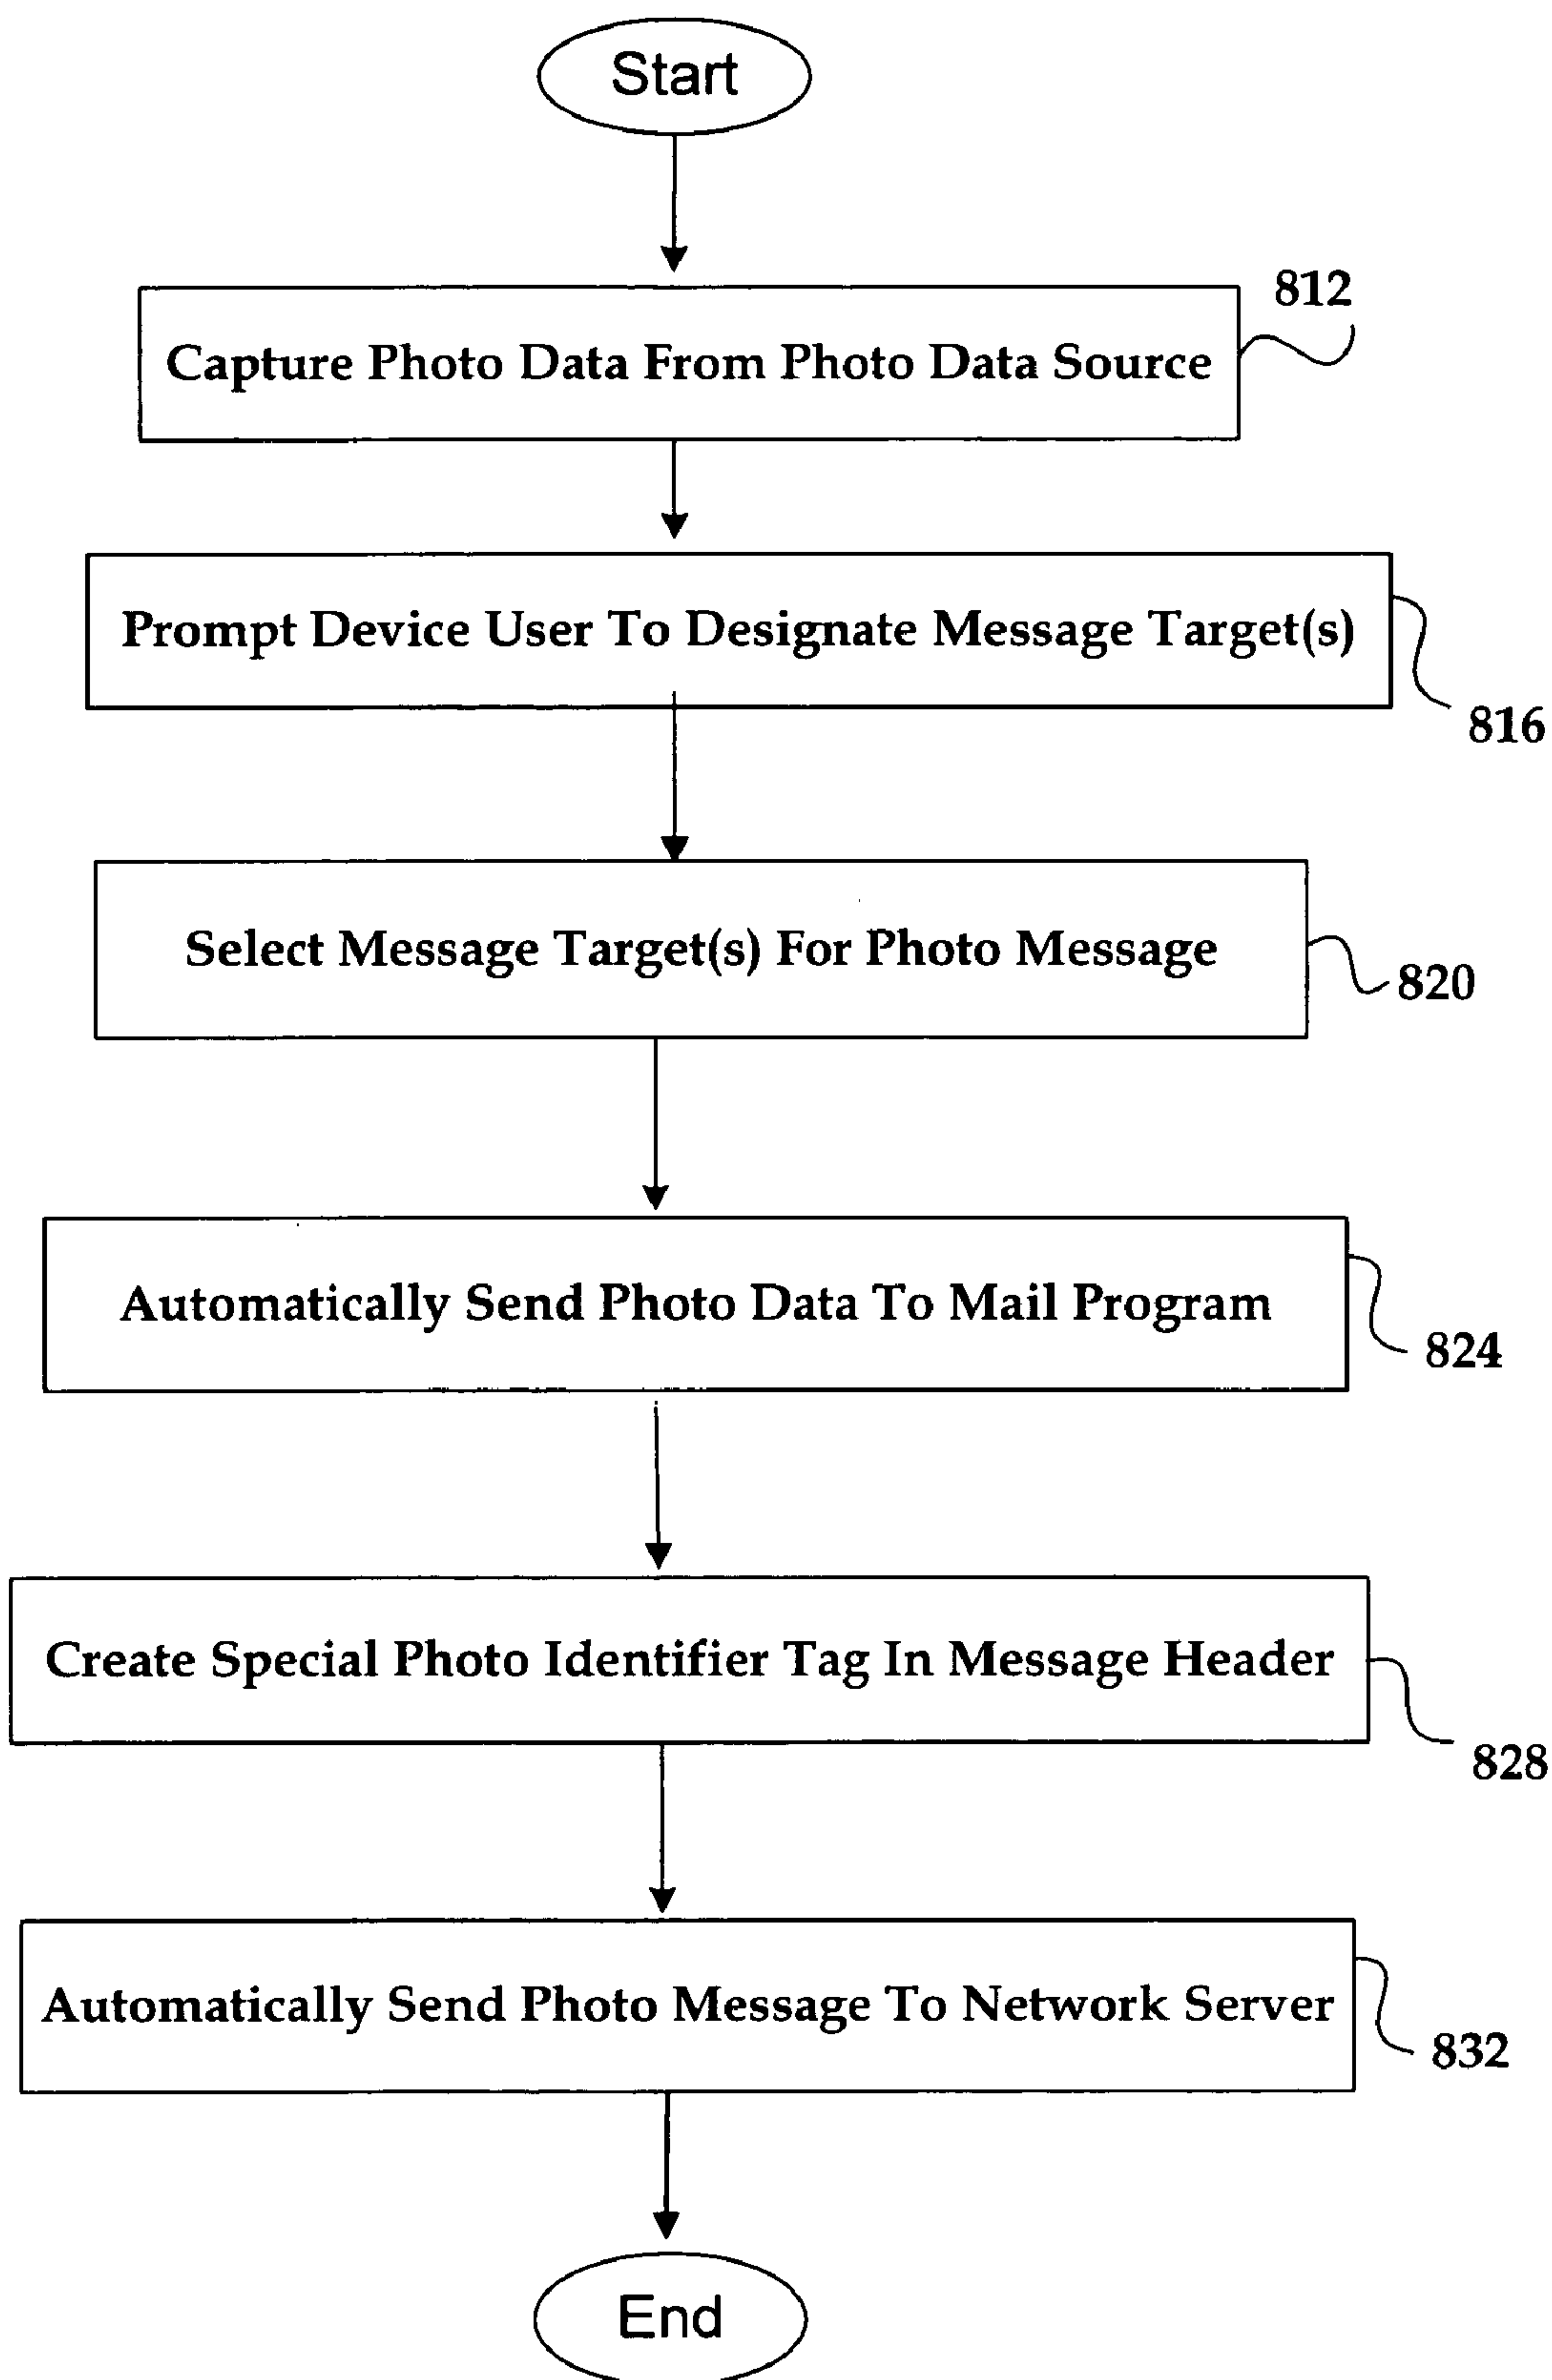 Start
812
Capture Photo Data From Photo Data Source
Prompt Device User To Designate Message Target(s)
816
Select Message Target(s) For Photo Message
820
Automatically Send Photo Data To Mail Program
824
Create Special Photo Identifier Tag In Message Header
828
Automatically Send Photo Message To Network Server
832
End